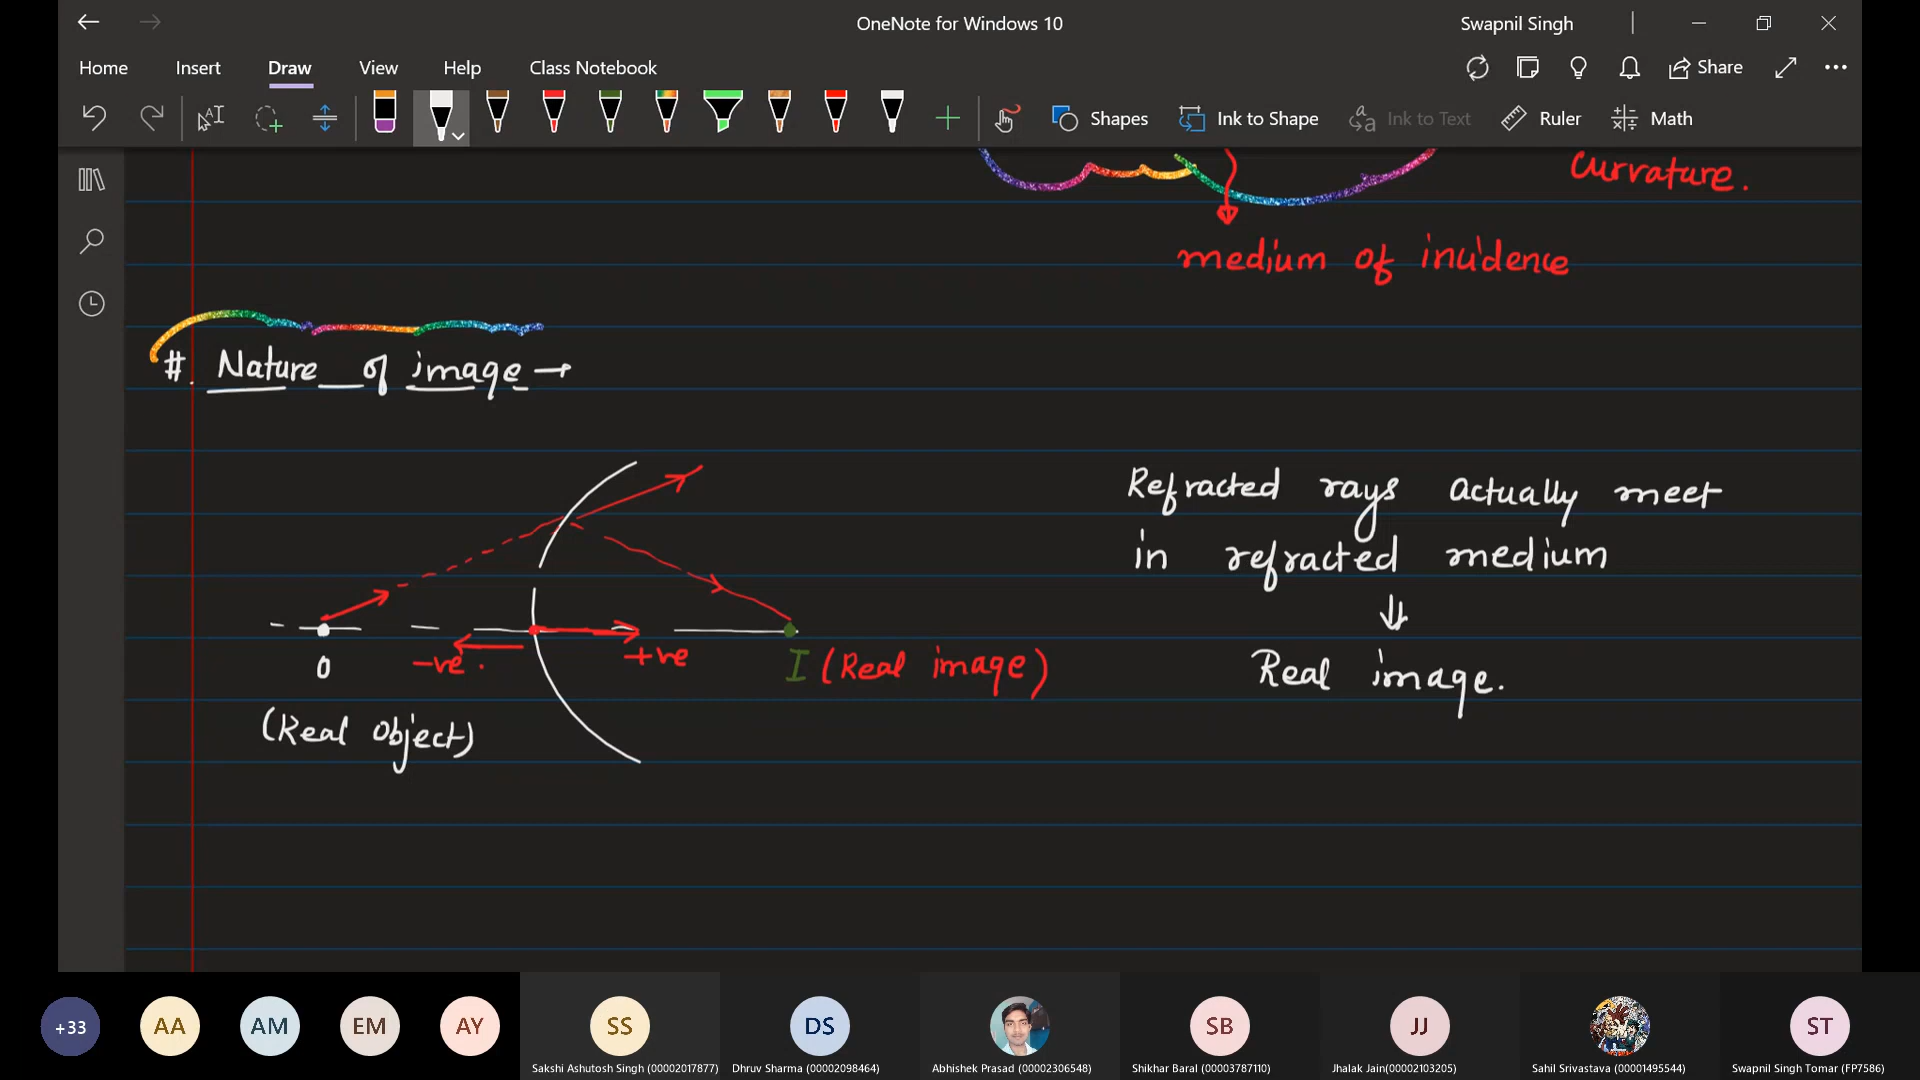 OneNote for Windows 10
Swapnil Singh
Home Insert Draw View Help Class Notebook
Share
Shapes Ink to Shape Ink to Text Ruler Math
Curvature.
medium of incidence
#. Nature of image →
Refracted rays actually meet
in refracted medium
⇓
Real image.
-ve. +ve
O I (Real image)
(Real object)
+33 AA AM EM AY SS DS SB JJ ST
Sakshi Ashutosh Singh (00002017877) Dhruv Sharma (00002098464) Abhishek Prasad (00002306548) Shikhar Baral (00003787110) Jhalak Jain(00002103205) Sahil Srivastava (00001495544) Swapnil Singh Tomar (FP7586)